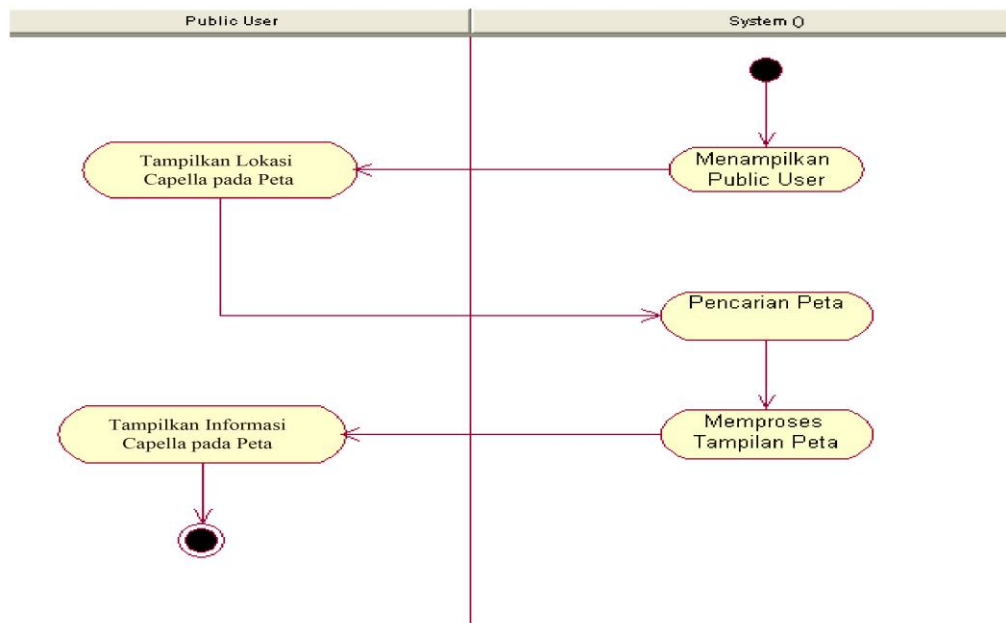 Public User
System ()
Tampilkan Lokasi
Capella pada Peta
Menampilkan
Public User
Pencarian Peta
Tampilkan Informasi
Capella pada Peta
Memproses
Tampilan Peta